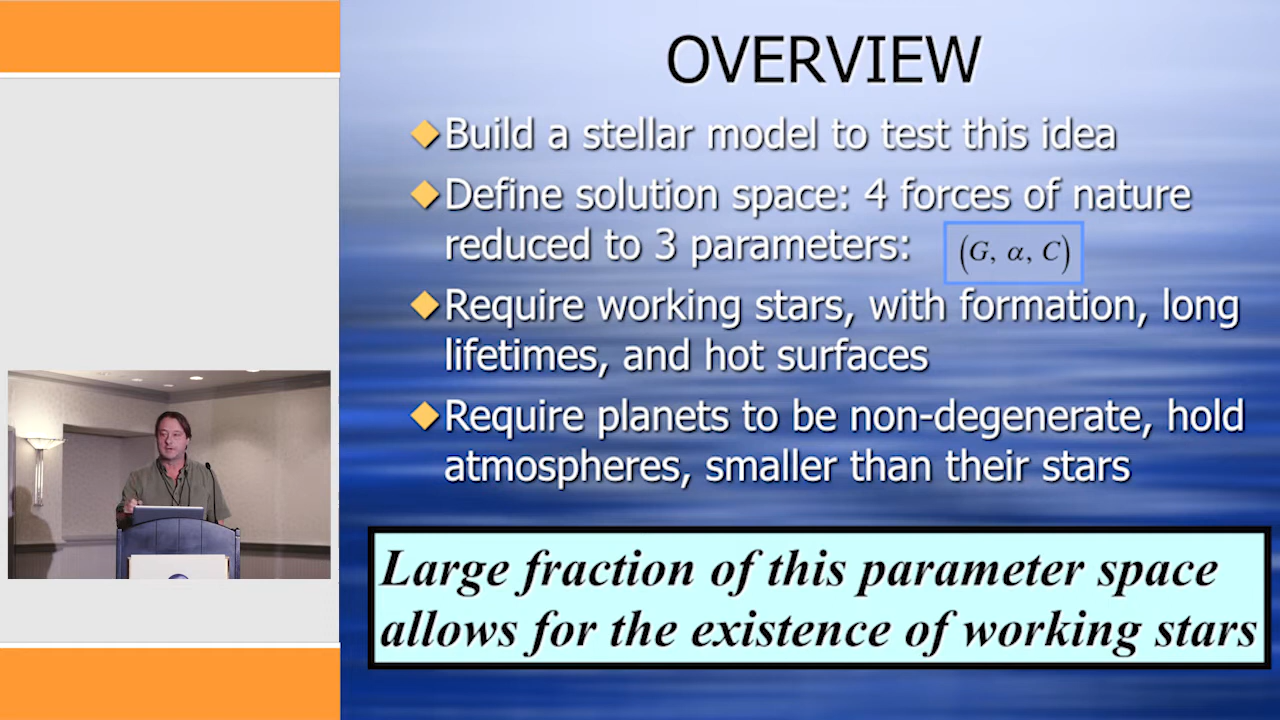 OVERVIEW
Build a stellar model to test this idea
Define solution space: 4 forces of nature
reduced to 3 parameters: (G, α, C)
Require working stars, with formation, long
lifetimes, and hot surfaces
Require planets to be non-degenerate, hold
atmospheres, smaller than their stars
Large fraction of this parameter space
allows for the existence of working stars